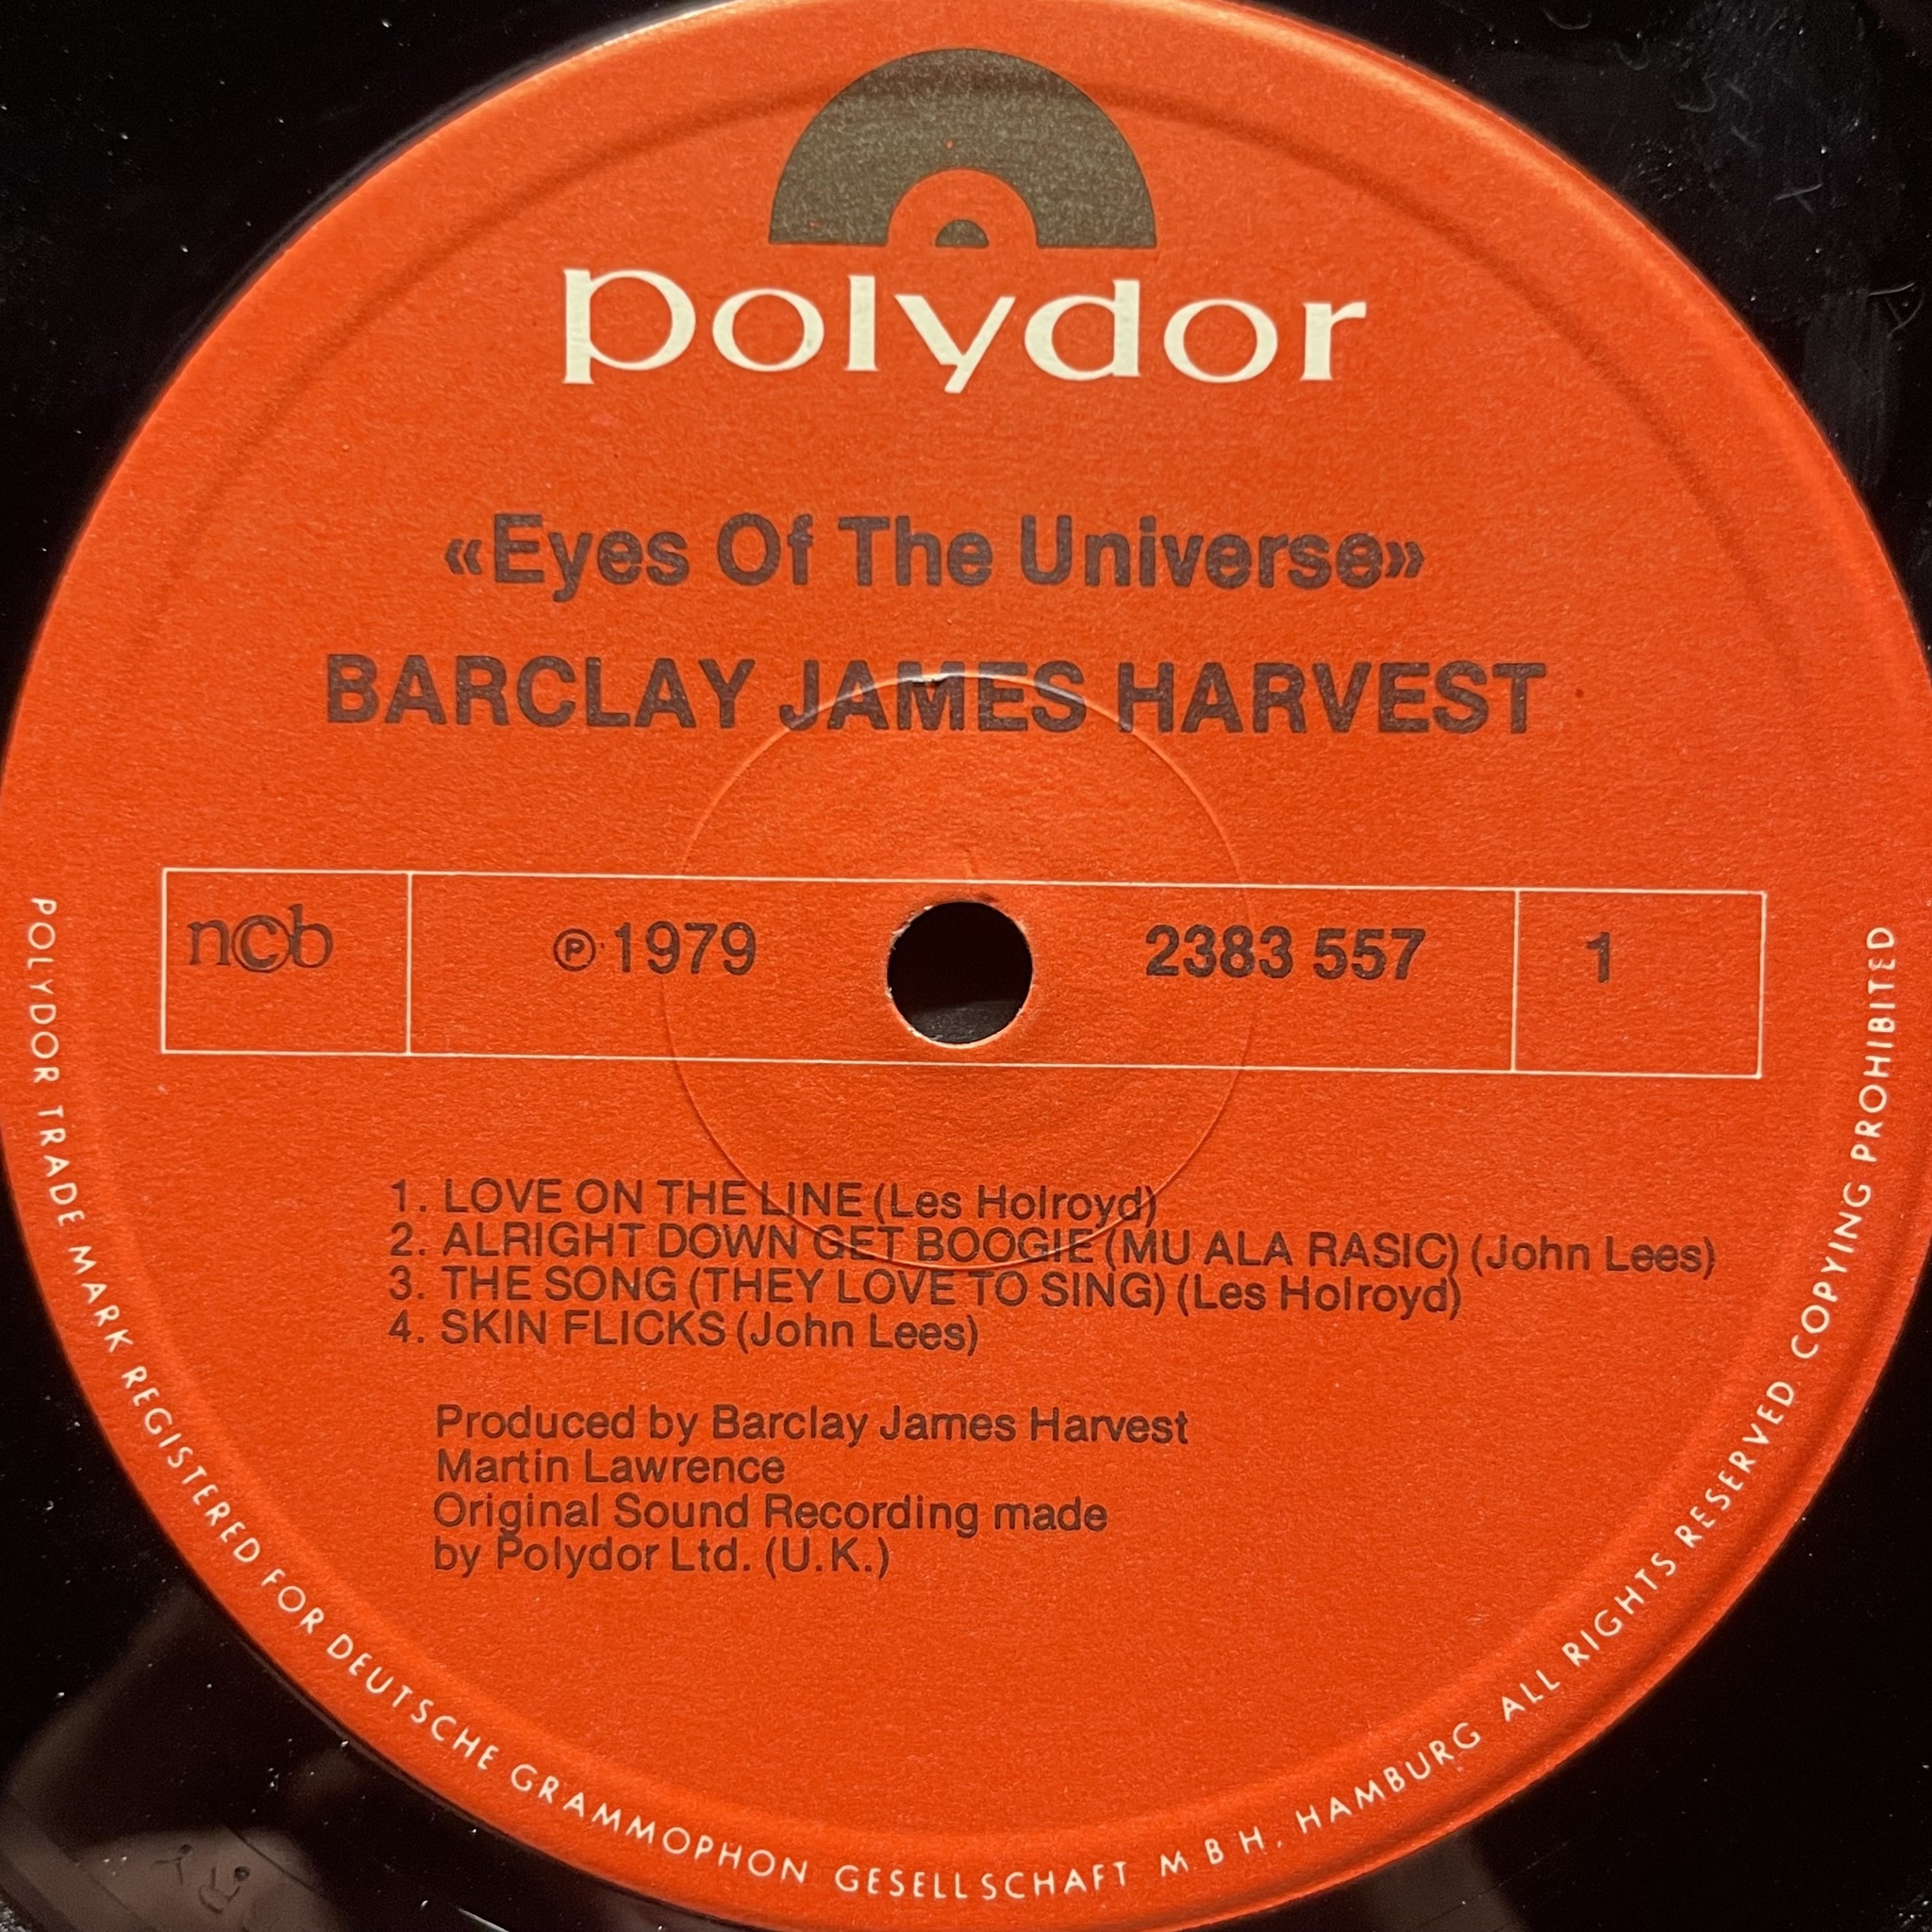 polydor
«Eyes Of The Universe»
BARCLAY JAMES HARVEST
n©b
℗ 1979
2383 557
1
1. LOVE ON THE LINE (Les Holroyd)
2. ALRIGHT DOWN GET BOOGIE (MU ALA RASIC) (John Lees)
3. THE SONG (THEY LOVE TO SING) (Les Holroyd)
4. SKIN FLICKS (John Lees)
Produced by Barclay James Harvest
Martin Lawrence
Original Sound Recording made
by Polydor Ltd. (U.K.)
POLYDOR TRADE MARK REGISTERED FOR DEUTSCHE GRAMMOPHON GESELLSCHAFT M B H. HAMBURG ALL RIGHTS RESERVED. COPYING PROHIBITED